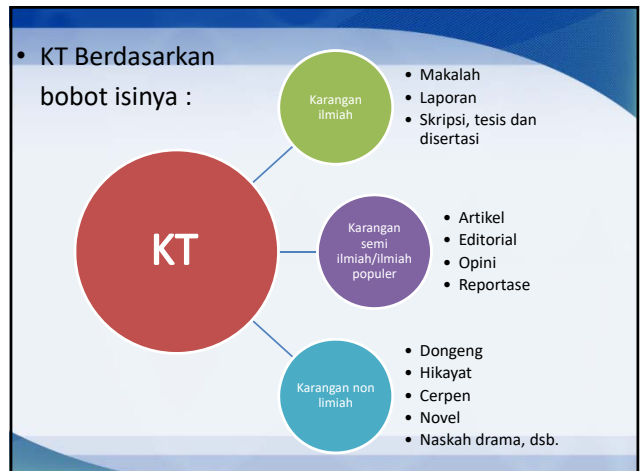 • KT Berdasarkan
bobot isinya :
KT
Karangan
ilmiah
• Makalah
• Laporan
• Skripsi, tesis dan
disertasi
Karangan
semi
ilmiah/ilmiah
populer
• Artikel
• Editorial
• Opini
• Reportase
Karangan non
limiah
• Dongeng
• Hikayat
• Cerpen
• Novel
• Naskah drama, dsb.